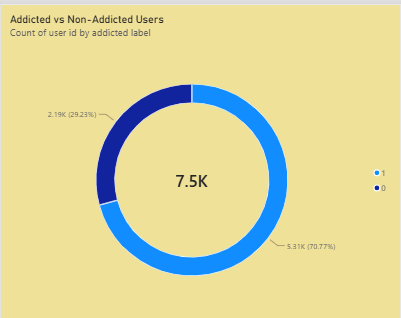 Addicted vs Non-Addicted Users
Count of user id by addicted label
2.19K (29.23%)
7.5K
1
0
5.31K (70.77%)